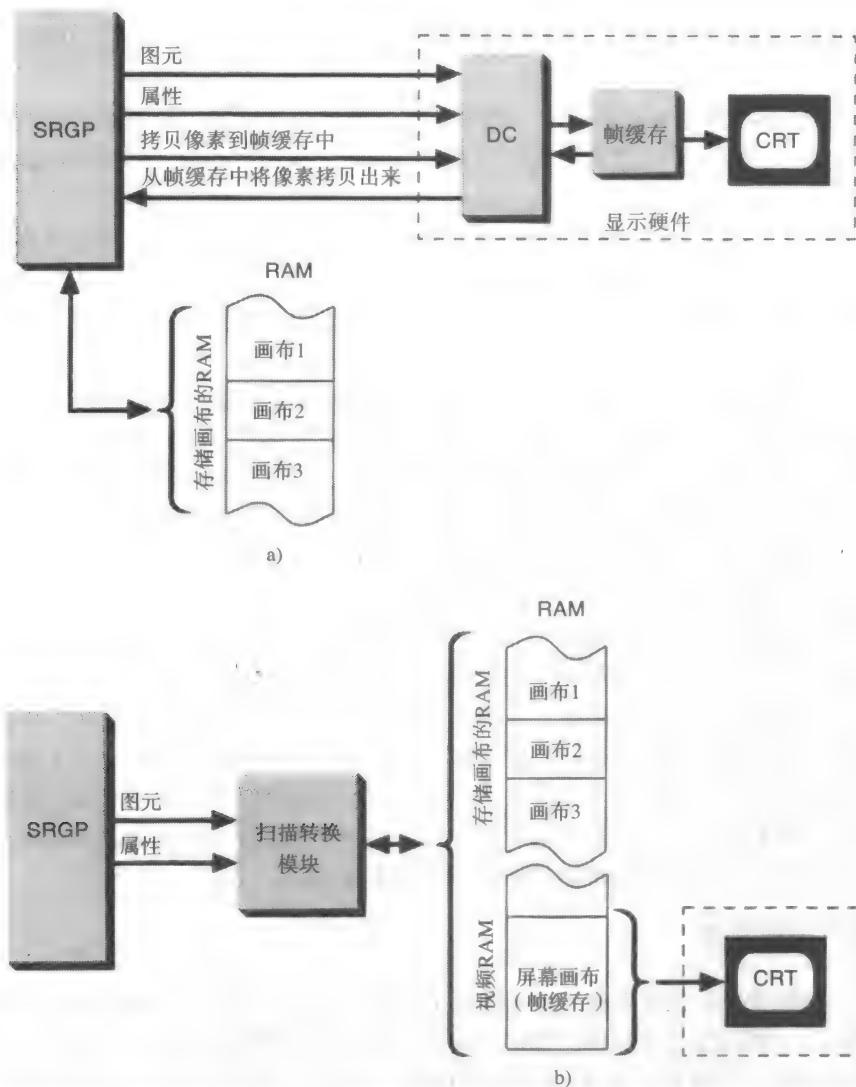 图元
属性
SRGP
拷贝像素到帧缓存中
从帧缓存中将像素拷贝出来
DC
帧缓存
CRT
显示硬件
RAM
存储画布的RAM
画布1
画布2
画布3
a)
RAM
存储画布的RAM
画布1
画布2
画布3
SRGP
图元
属性
扫描转换
模块
视频RAM
屏幕画布
（帧缓存）
CRT
b)